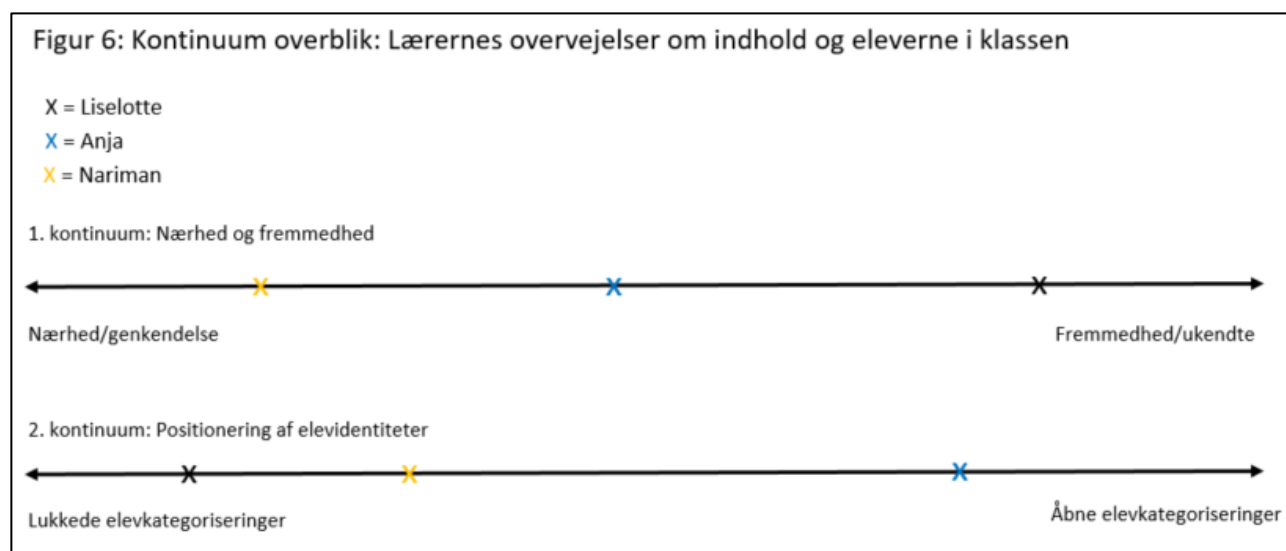 Figur 6: Kontinuum overblik: Lærernes overvejelser om indhold og eleverne i klassen
X = Liselotte
X = Anja
X = Nariman
1. kontinuum: Nærhed og fremmedhed
X X X
Nærhed/genkendelse Fremmedhed/ukendte
2. kontinuum: Positionering af elevidentiteter
X X X
Lukkede elevkategoriseringer Åbne elevkategoriseringer